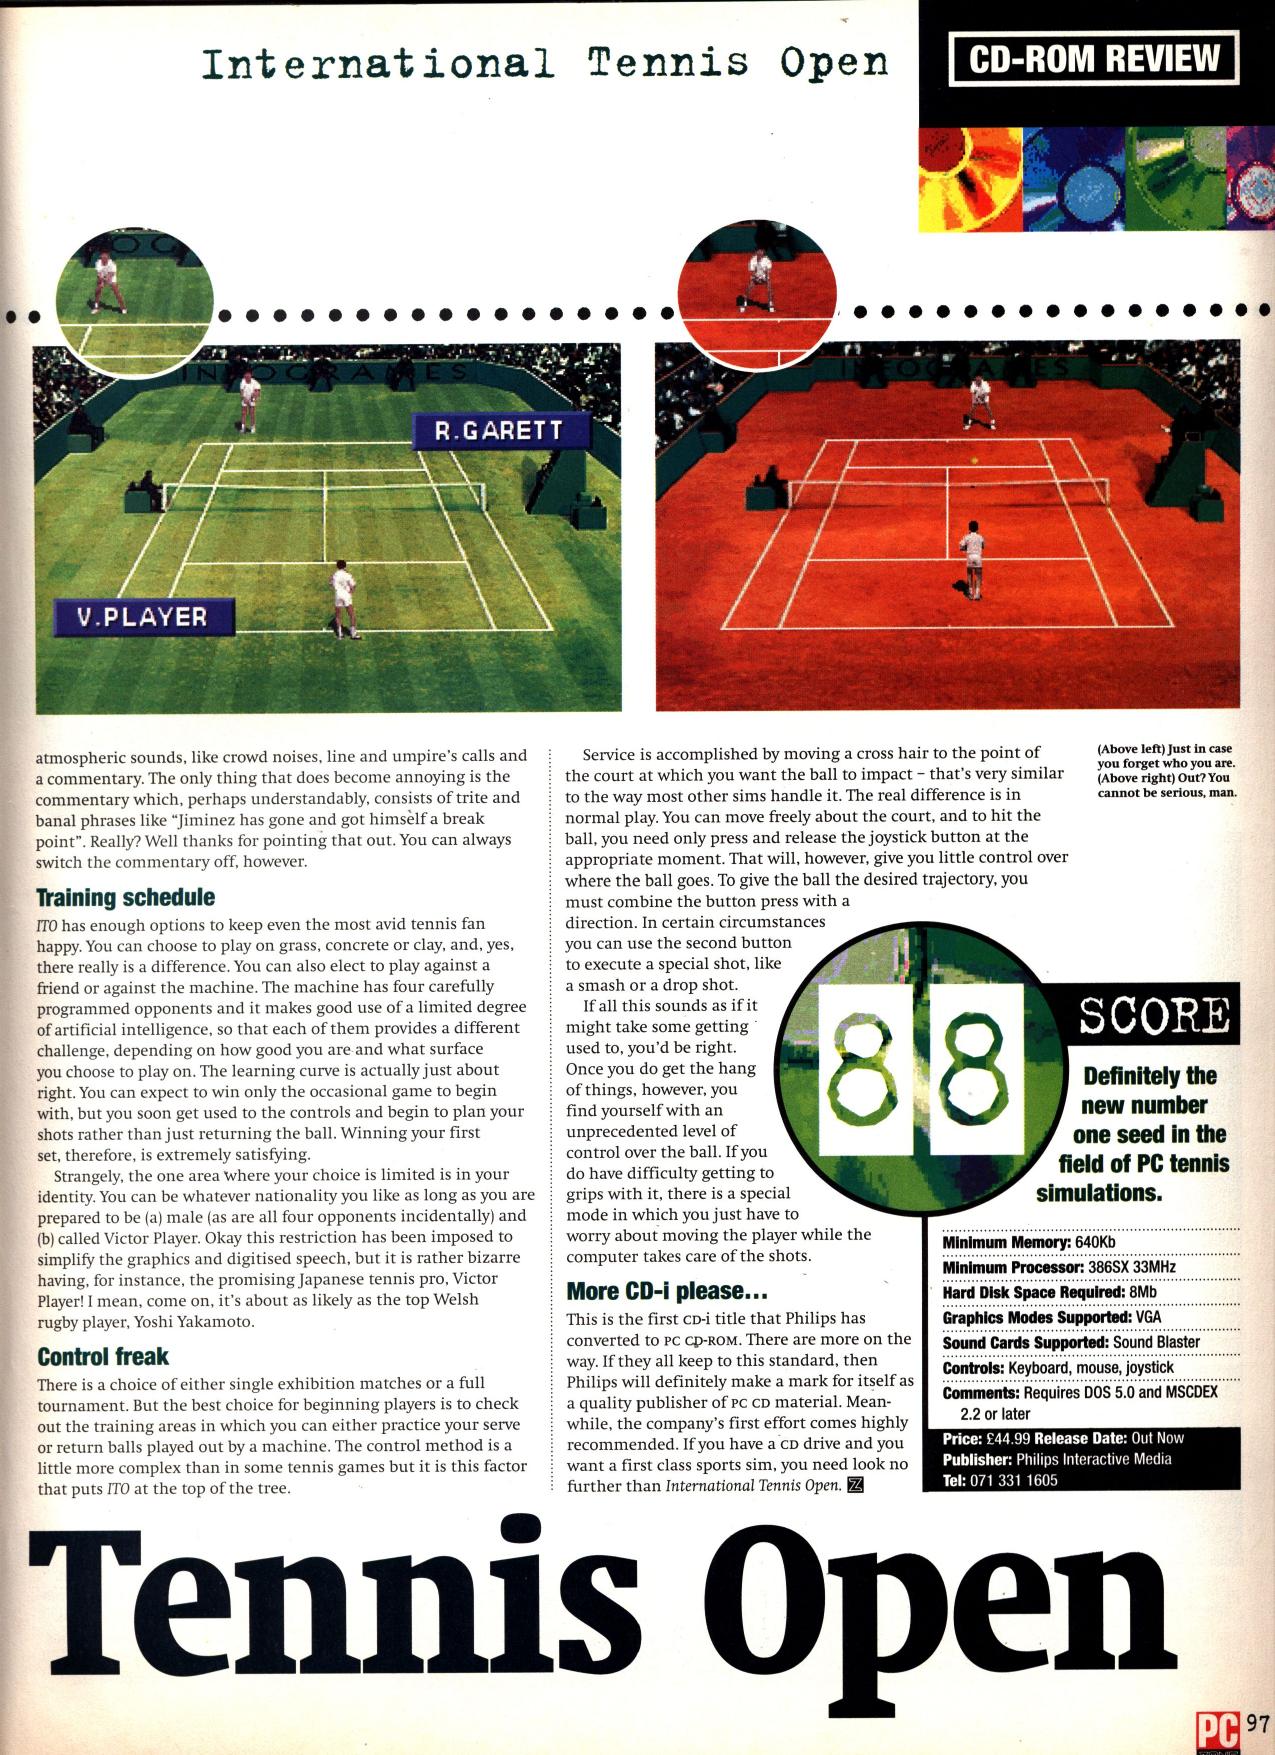 International Tennis Open
CD-ROM REVIEW
INFOGRAMES
R.GARETT
V.PLAYER
INFOGRAMES
atmospheric sounds, like crowd noises, line and umpire's calls and
a commentary. The only thing that does become annoying is the
commentary which, perhaps understandably, consists of trite and
banal phrases like “Jiminez has gone and got himself a break
point”. Really? Well thanks for pointing that out. You can always
switch the commentary off, however.
Training schedule
ITO has enough options to keep even the most avid tennis fan
happy. You can choose to play on grass, concrete or clay, and, yes,
there really is a difference. You can also elect to play against a
friend or against the machine. The machine has four carefully
programmed opponents and it makes good use of a limited degree
of artificial intelligence, so that each of them provides a different
challenge, depending on how good you are and what surface
you choose to play on. The learning curve is actually just about
right. You can expect to win only the occasional game to begin
with, but you soon get used to the controls and begin to plan your
shots rather than just returning the ball. Winning your first
set, therefore, is extremely satisfying.
Strangely, the one area where your choice is limited is in your
identity. You can be whatever nationality you like as long as you are
prepared to be (a) male (as are all four opponents incidentally) and
(b) called Victor Player. Okay this restriction has been imposed to
simplify the graphics and digitised speech, but it is rather bizarre
having, for instance, the promising Japanese tennis pro, Victor
Player! I mean, come on, it's about as likely as the top Welsh
rugby player, Yoshi Yakamoto.
Control freak
There is a choice of either single exhibition matches or a full
tournament. But the best choice for beginning players is to check
out the training areas in which you can either practice your serve
or return balls played out by a machine. The control method is a
little more complex than in some tennis games but it is this factor
that puts ITO at the top of the tree.
Service is accomplished by moving a cross hair to the point of
the court at which you want the ball to impact – that's very similar
to the way most other sims handle it. The real difference is in
normal play. You can move freely about the court, and to hit the
ball, you need only press and release the joystick button at the
appropriate moment. That will, however, give you little control over
where the ball goes. To give the ball the desired trajectory, you
must combine the button press with a
direction. In certain circumstances
you can use the second button
to execute a special shot, like
a smash or a drop shot.
If all this sounds as if it
might take some getting
used to, you'd be right.
Once you do get the hang
of things, however, you
find yourself with an
unprecedented level of
control over the ball. If you
do have difficulty getting to
grips with it, there is a special
mode in which you just have to
worry about moving the player while the
computer takes care of the shots.
More CD-i please...
This is the first CD-i title that Philips has
converted to PC CD-ROM. There are more on the
way. If they all keep to this standard, then
Philips will definitely make a mark for itself as
a quality publisher of PC CD material. Mean-
while, the company's first effort comes highly
recommended. If you have a CD drive and you
want a first class sports sim, you need look no
further than International Tennis Open. Z
(Above left) Just in case
you forget who you are.
(Above right) Out? You
cannot be serious, man.
88
SCORE
Definitely the
new number
one seed in the
field of PC tennis
simulations.
Minimum Memory: 640Kb
Minimum Processor: 386SX 33MHz
Hard Disk Space Required: 8Mb
Graphics Modes Supported: VGA
Sound Cards Supported: Sound Blaster
Controls: Keyboard, mouse, joystick
Comments: Requires DOS 5.0 and MSCDEX
2.2 or later
Price: £44.99 Release Date: Out Now
Publisher: Philips Interactive Media
Tel: 071 331 1605
Tennis Open
PC
97